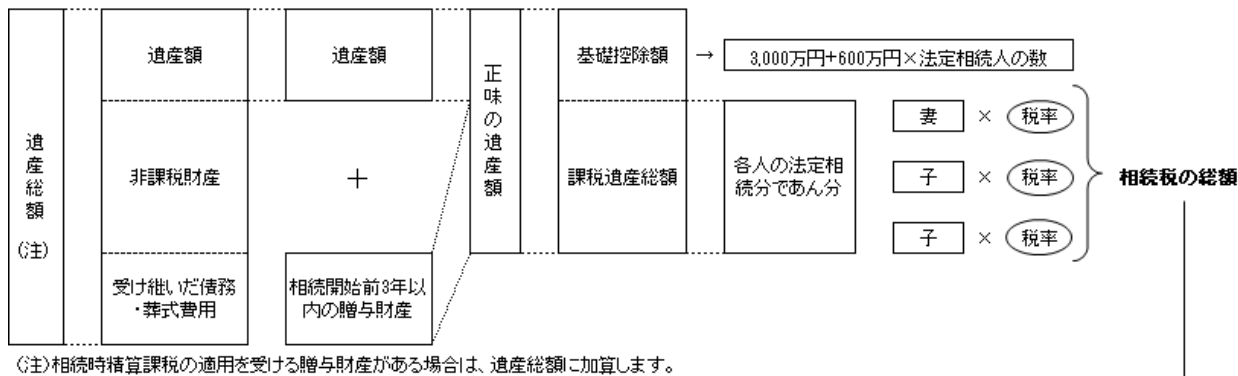 遺産総額
(注)
遺産額
非課税財産
受け継いだ債務
・葬式費用
遺産額
+
相続開始前3年以
内の贈与財産
正味の遺産額
基礎控除額
→
3,000万円+600万円×法定相続人の数
課税遺産総額
各人の法定相
続分であん分
妻 × 税率
子 × 税率
子 × 税率
相続税の総額
(注)相続時精算課税の適用を受ける贈与財産がある場合は、遺産総額に加算します。